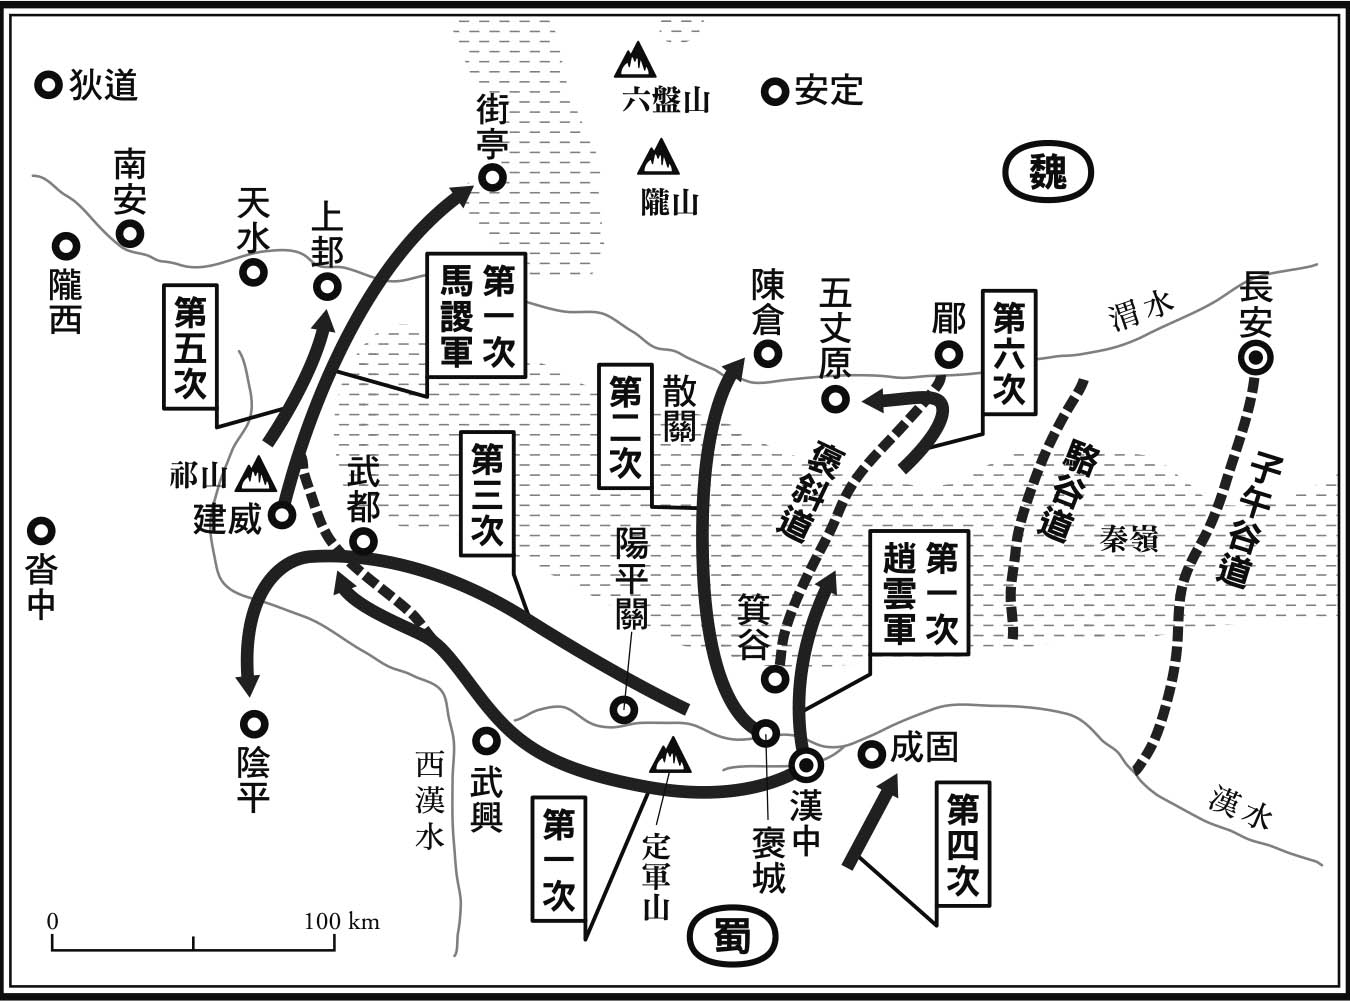 狄道
六盤山
安定
街亭
魏
隴山
南安
天水
上邽
隴西
第五次
第一次
馬謖軍
陳倉
五丈原
郿
第六次
渭水
長安
第二次
散關
第三次
武都
祁山
建威
褒斜道
駱谷道
子午谷道
秦嶺
沓中
陽平關
第一次
趙雲軍
箕谷
陰平
西漢水
武興
第一次
定軍山
褒城
漢中
成固
第四次
漢水
蜀
0
100 km